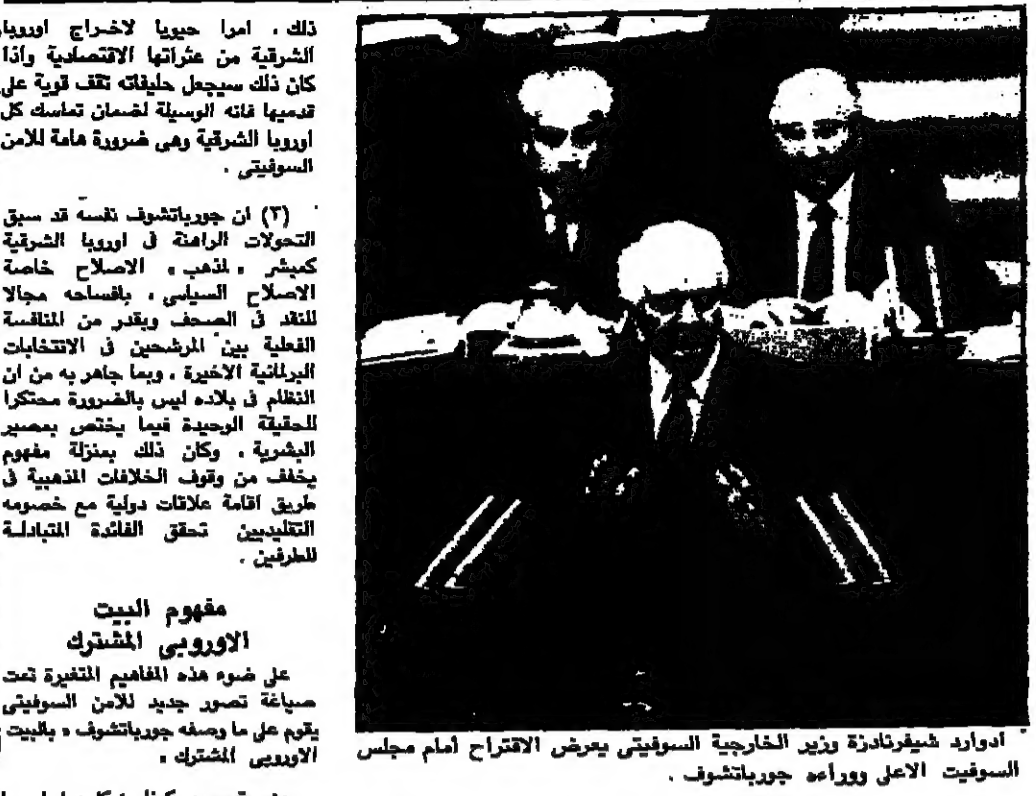 ذلك ، امرا حيويا لاخراج اوروبا
الشرقية من عثراتها الاقتصادية وأذا
كان ذلك سيجعل حليفاته تقف قوية على
قدميها فانه الوسيلة لضمان تماسك كل
اوروبا الشرقية وهى ضرورة هامة للامن
السوفيتى .
(٣) ان جورباتشوف نفسه قد سبق
التحولات الراهنة فى اوروبا الشرقية
كمبشر « لمذهب » الاصلاح خاصة
الاصلاح السياسى ، بافساحه مجالا
للنقد فى الصحف وبقدر من المنافسة
الفعلية بين المرشحين فى الانتخابات
البرلمانية الاخيرة ، وبما جاهر به من ان
النظام فى بلاده ليس بالضرورة محتكرا
للحقيقة الوحيدة فيما يختص بمصير
البشرية ، وكان ذلك بمنزلة مفهوم
يخفف من وقوف الخلافات المذهبية فى
طريق اقامة علاقات دولية مع خصومه
التقليديين تحقق الفائدة المتبادلة
للطرفين .
مفهوم البيت
الاوروبى المشترك
على ضوء هذه المفاهيم المتغيرة تمت
صياغة تصور جديد للامن السوفيتى
يقوم على ما وصفه جورباتشوف « بالبيت
الاوروبى المشترك »
أدوارد شيفرنادزة وزير الخارجية السوفيتى يعرض الاقتراح أمام مجلس
السوفيت الاعلى ووراءه جورباتشوف .